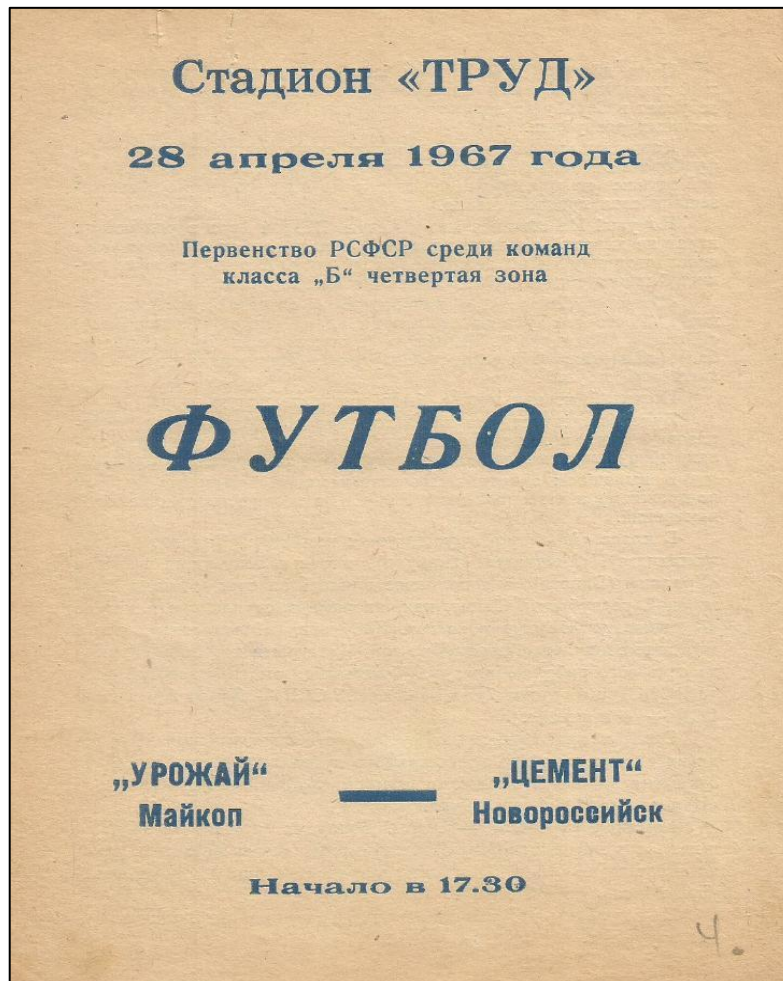 Стадион «ТРУД»
28 апреля 1967 года
Первенство РСФСР среди команд
класса „Б“ четвертая зона
ФУТБОЛ
„УРОЖАЙ“ — „ЦЕМЕНТ“
Майкоп Новороссийск
Начало в 17.30
ч.